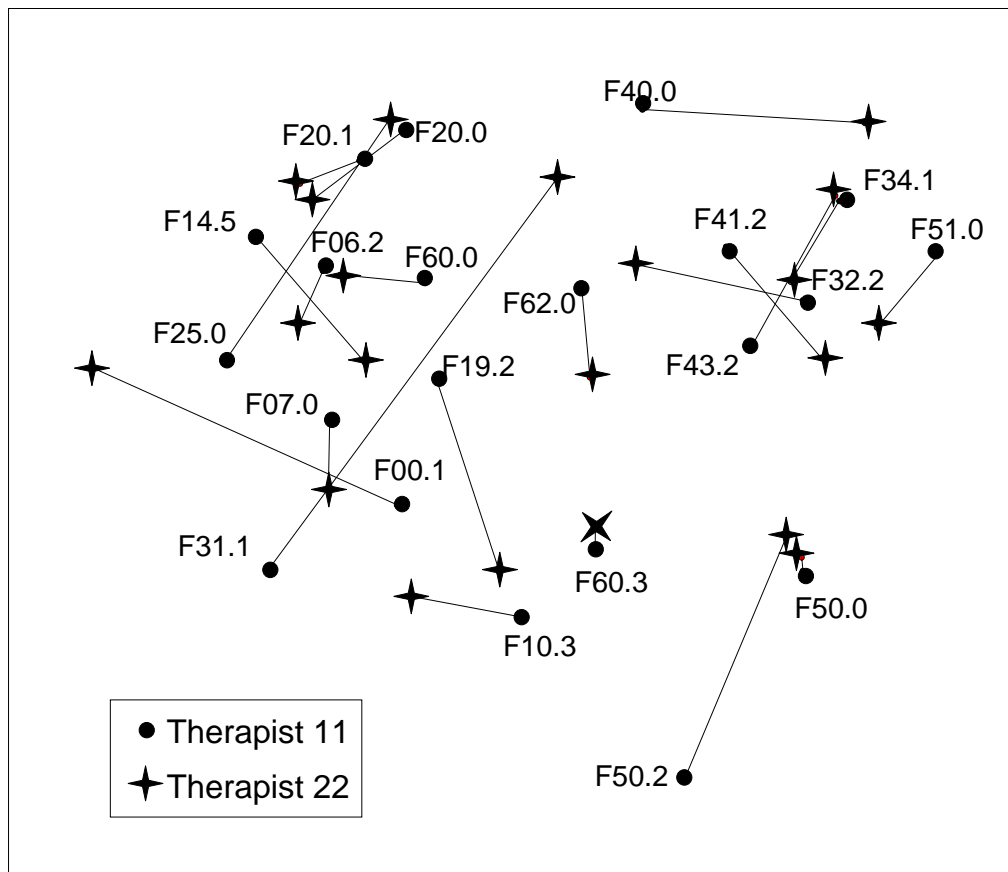 F40.0
F20.1
F20.0
F34.1
F14.5
F41.2
F51.0
F06.2
F60.0
F32.2
F62.0
F25.0
F19.2
F43.2
F07.0
F00.1
F31.1
F60.3
F50.0
F10.3
Therapist 11
F50.2
Therapist 22